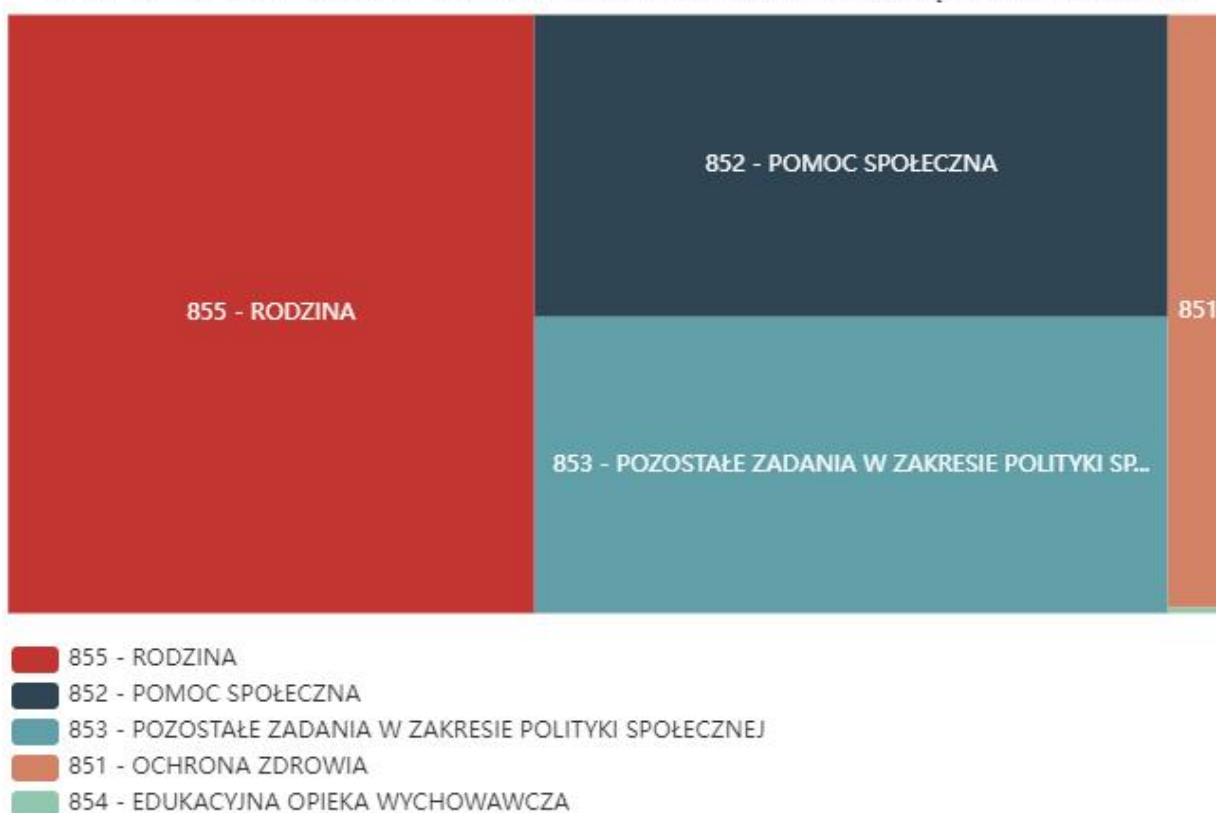 852 - POMOC SPOŁECZNA
855 - RODZINA
851
853 - POZOSTAŁE ZADANIA W ZAKRESIE POLITYKI SP...
855 - RODZINA
852 - POMOC SPOŁECZNA
853 - POZOSTAŁE ZADANIA W ZAKRESIE POLITYKI SPOŁECZNEJ
851 - OCHRONA ZDROWIA
854 - EDUKACYJNA OPIEKA WYCHOWAWCZA